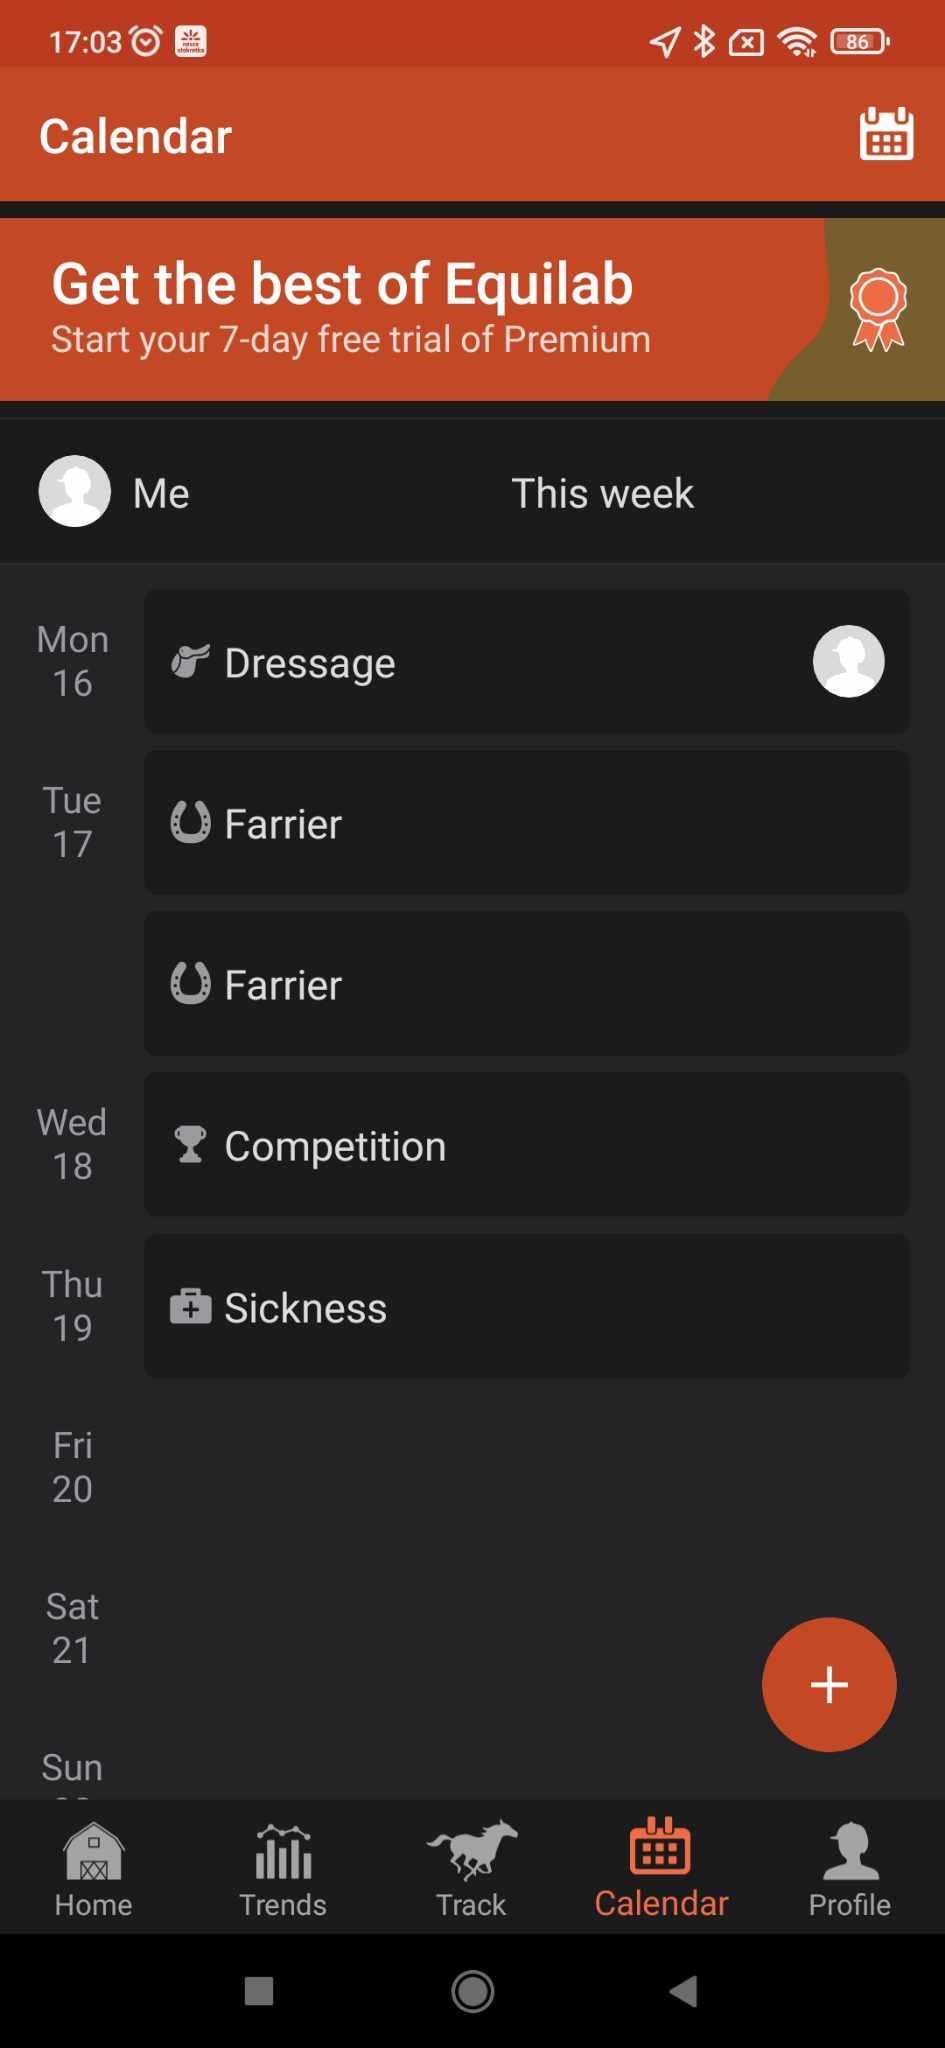 17:03
86
Calendar
Get the best of Equilab
Start your 7-day free trial of Premium
Me
This week
Mon
16
Dressage
Tue
17
Farrier
Farrier
Wed
18
Competition
Thu
19
Sickness
Fri
20
Sat
21
Sun
Home
Trends
Track
Calendar
Profile